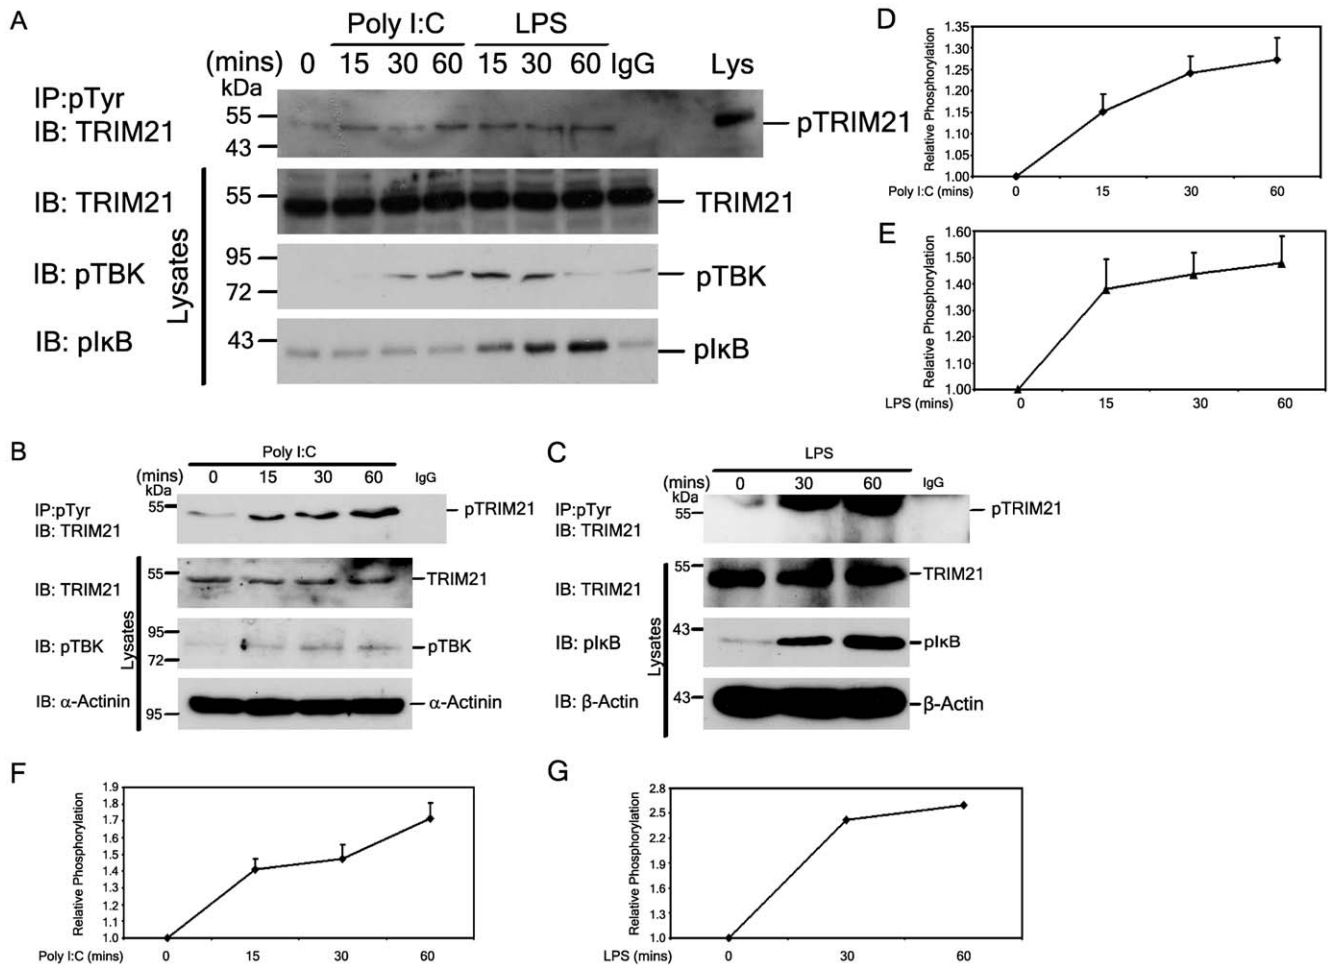 A
Poly I:C LPS
(mins) 0 15 30 60 15 30 60 IgG Lys
kDa
IP:pTyr
IB: TRIM21
55
43
pTRIM21
Lysates
IB: TRIM21
55
TRIM21
IB: pTBK
95
72
pTBK
IB: pIκB
43
pIκB
D
Relative Phosphorylation
1.35
1.30
1.25
1.20
1.15
1.10
1.05
1.00
Poly I:C (mins) 0 15 30 60
E
Relative Phosphorylation
1.60
1.50
1.40
1.30
1.20
1.10
1.00
LPS (mins) 0 15 30 60
B
Poly I:C
(mins) 0 15 30 60 IgG
kDa
IP:pTyr
IB: TRIM21
55
pTRIM21
Lysates
IB: TRIM21
55
TRIM21
IB: pTBK
95
72
pTBK
IB: α-Actinin
95
α-Actinin
C
LPS
(mins) 0 30 60 IgG
kDa
IP:pTyr
IB: TRIM21
55
pTRIM21
Lysates
IB: TRIM21
55
TRIM21
IB: pIκB
43
pIκB
IB: β-Actin
43
β-Actin
F
Relative Phosphorylation
1.9
1.8
1.7
1.6
1.5
1.4
1.3
1.2
1.1
1.0
Poly I:C (mins) 0 15 30 60
G
Relative Phosphorylation
2.8
2.5
2.2
1.9
1.6
1.3
1.0
LPS (mins) 0 30 60